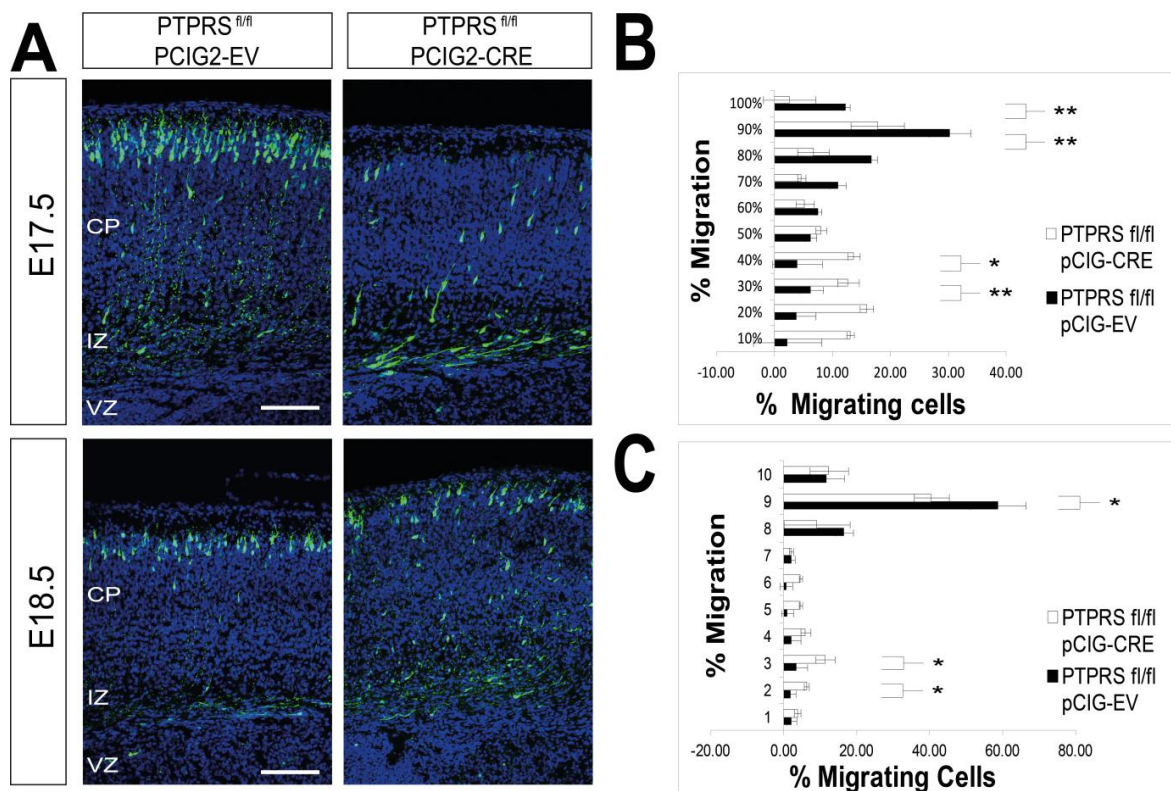 A
PTPRS fl/fl
PCIG2-EV
PTPRS fl/fl
PCIG2-CRE
E17.5
CP
IZ
VZ
E18.5
CP
IZ
VZ
B
% Migration
100%
90%
80%
70%
60%
50%
40%
30%
20%
10%
**
**
*
**
-10.00 0.00 10.00 20.00 30.00 40.00
% Migrating cells
PTPRS fl/fl
pCIG-CRE
PTPRS fl/fl
pCIG-EV
C
% Migration
10
9
8
7
6
5
4
3
2
1
*
*
*
-20.00 0.00 20.00 40.00 60.00 80.00
% Migrating Cells
PTPRS fl/fl
pCIG-CRE
PTPRS fl/fl
pCIG-EV